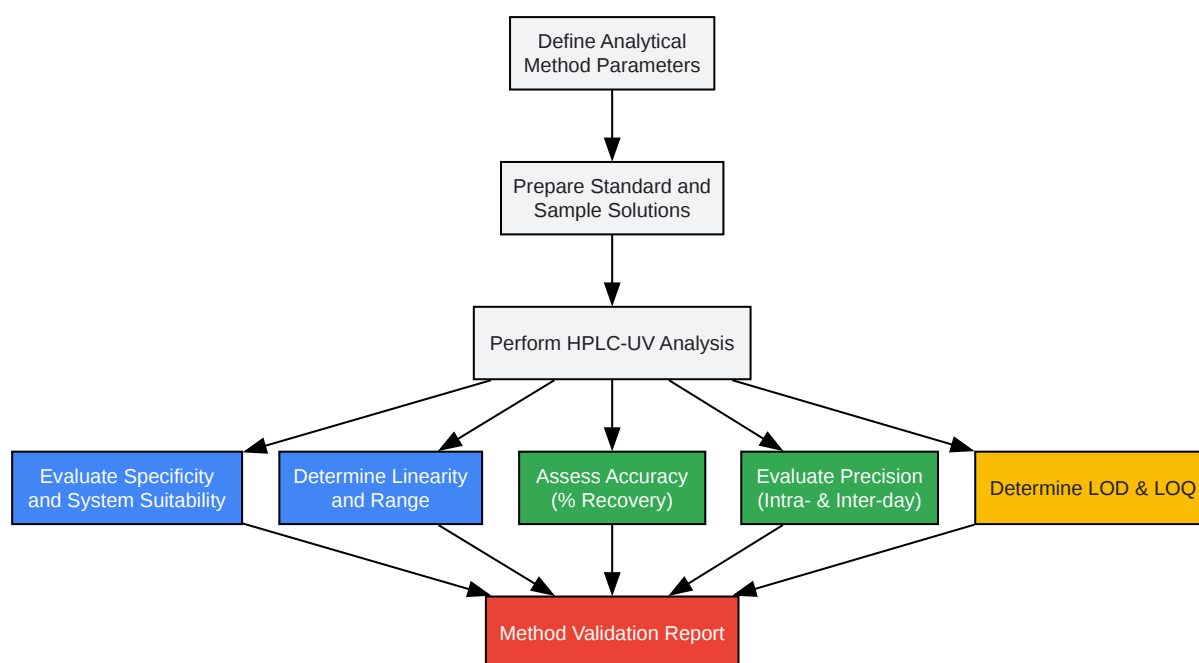 Define Analytical
Method Parameters
Prepare Standard and
Sample Solutions
Perform HPLC-UV Analysis
Evaluate Specificity
and System Suitability
Determine Linearity
and Range
Assess Accuracy
(% Recovery)
Evaluate Precision
(Intra- & Inter-day)
Determine LOD & LOQ
Method Validation Report